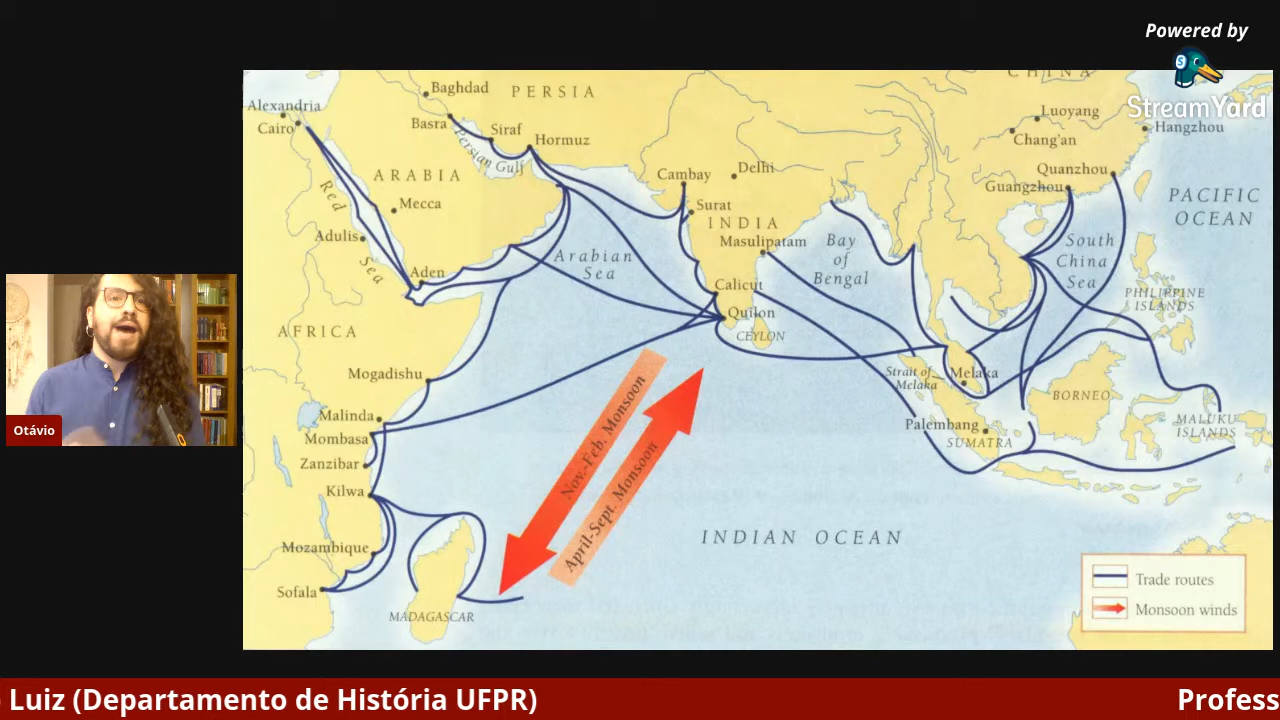 Powered by
StreamYard
CHINA
Alexandria
Cairo
Baghdad
PERSIA
Basra
Siraf
Hormuz
Persian Gulf
ARABIA
Mecca
Red
Sea
Adulis
Aden
AFRICA
Arabian
Sea
Cambay
Delhi
Surat
INDIA
Masulipatam
Calicut
Quilon
CEYLON
Bay
of
Bengal
Luoyang
Chang'an
Hangzhou
Quanzhou
Guangzhou
PACIFIC
OCEAN
South
China
Sea
PHILIPPINE
ISLANDS
Mogadishu
Malinda
Mombasa
Zanzibar
Kilwa
Mozambique
Sofala
MADAGASCAR
Nov.-Feb. Monsoon
April-Sept. Monsoon
Strait of
Melaka
Melaka
Palembang
SUMATRA
BORNEO
MALUKU
ISLANDS
INDIAN OCEAN
Trade routes
Monsoon winds
Otávio
Luiz (Departamento de História UFPR)
Profess